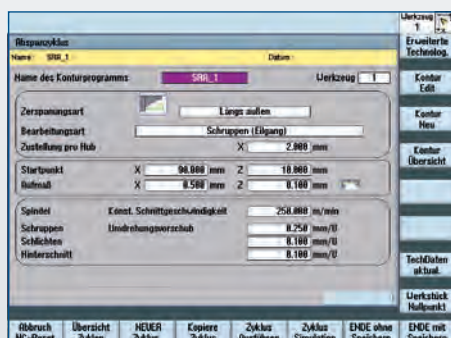 Werkzeug
1
Abspanzyklus
Name: SRR_1 Datum:
Name des Konturprogramms SRR_1 Werkzeug 1
Zerspanungsart Längs außen
Bearbeitungsart Schruppen (Eilgang)
Zustellung pro Hub X 2.000 mm
Startpunkt X 90.000 mm Z 10.000 mm
Aufmaß X 0.500 mm Z 0.100 mm
Spindel Konst. Schnittgeschwindigkeit 250.000 m/min
Schruppen Umdrehungsvorschub 0.250 mm/U
Schlichten 0.100 mm/U
Hinterschnitt 0.100 mm/U
Erweiterte
Technolog.
Kontur
Edit
Kontur
Neu
Kontur
Übersicht
TechDaten
aktual.
Werkstück
Nullpunkt
Abbruch
NC-Reset
Übersicht
Zyklen
NEUER
Zyklus
Kopiere
Zyklus
Zyklus
Ausführen
Zyklus
Simulation
ENDE ohne
Speichern
ENDE mit
Speichern